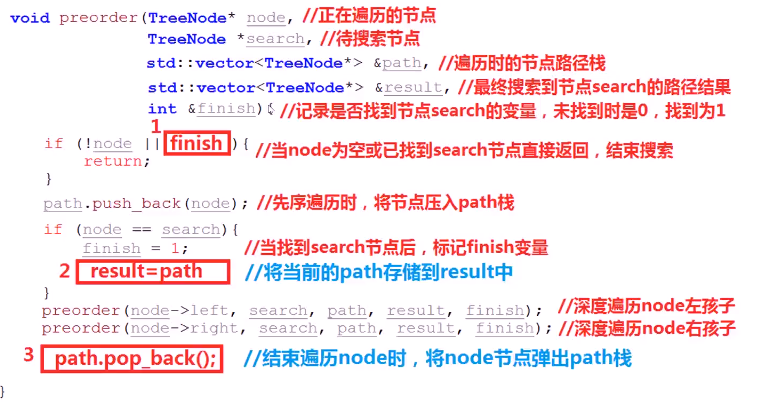 void preorder(TreeNode* node, //正在遍历的节点
TreeNode *search, //待搜索节点
std::vector<TreeNode*> &path, //遍历时的节点路径栈
std::vector<TreeNode*> &result, //最终搜索到节点search的路径结果
int &finish){ //记录是否找到节点search的变量，未找到时是0，找到为1
1
if (!node || finish){ //当node为空或已找到search节点直接返回，结束搜索
return;
}
path.push_back(node); //先序遍历时，将节点压入path栈
if (node == search){
finish = 1; //当找到search节点后，标记finish变量
2 result=path //将当前的path存储到result中
}
preorder(node->left, search, path, result, finish); //深度遍历node左孩子
preorder(node->right, search, path, result, finish); //深度遍历node右孩子
3 path.pop_back(); //结束遍历node时，将node节点弹出path栈
}